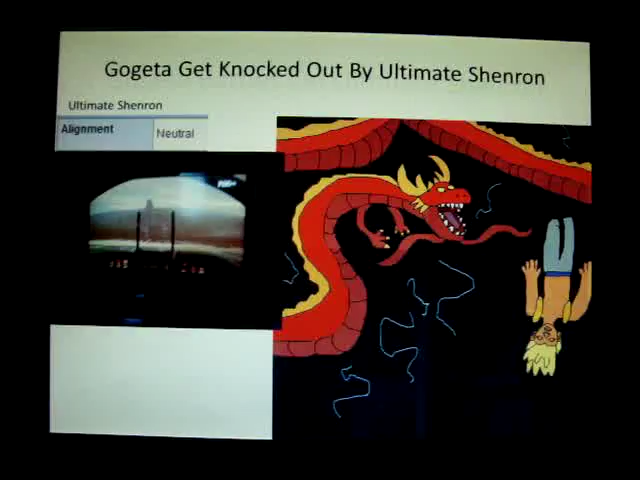 Gogeta Get Knocked Out By Ultimate Shenron
Ultimate Shenron
Alignment Neutral